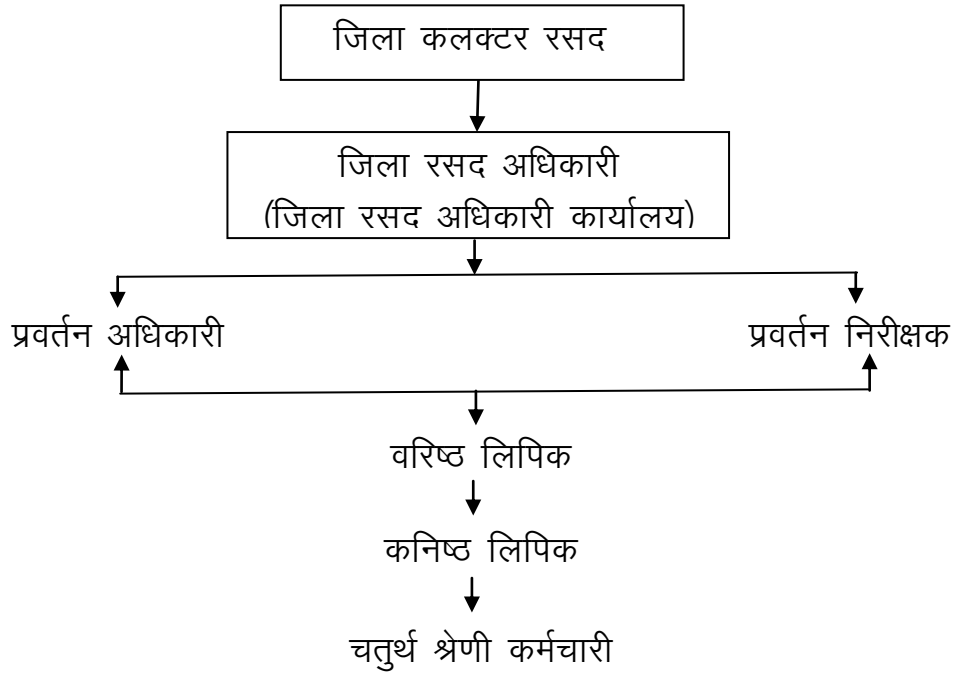 जिला कलक्टर रसद
जिला रसद अधिकारी
(जिला रसद अधिकारी कार्यालय)
प्रवर्तन अधिकारी
प्रवर्तन निरीक्षक
वरिष्ठ लिपिक
कनिष्ठ लिपिक
चतुर्थ श्रेणी कर्मचारी